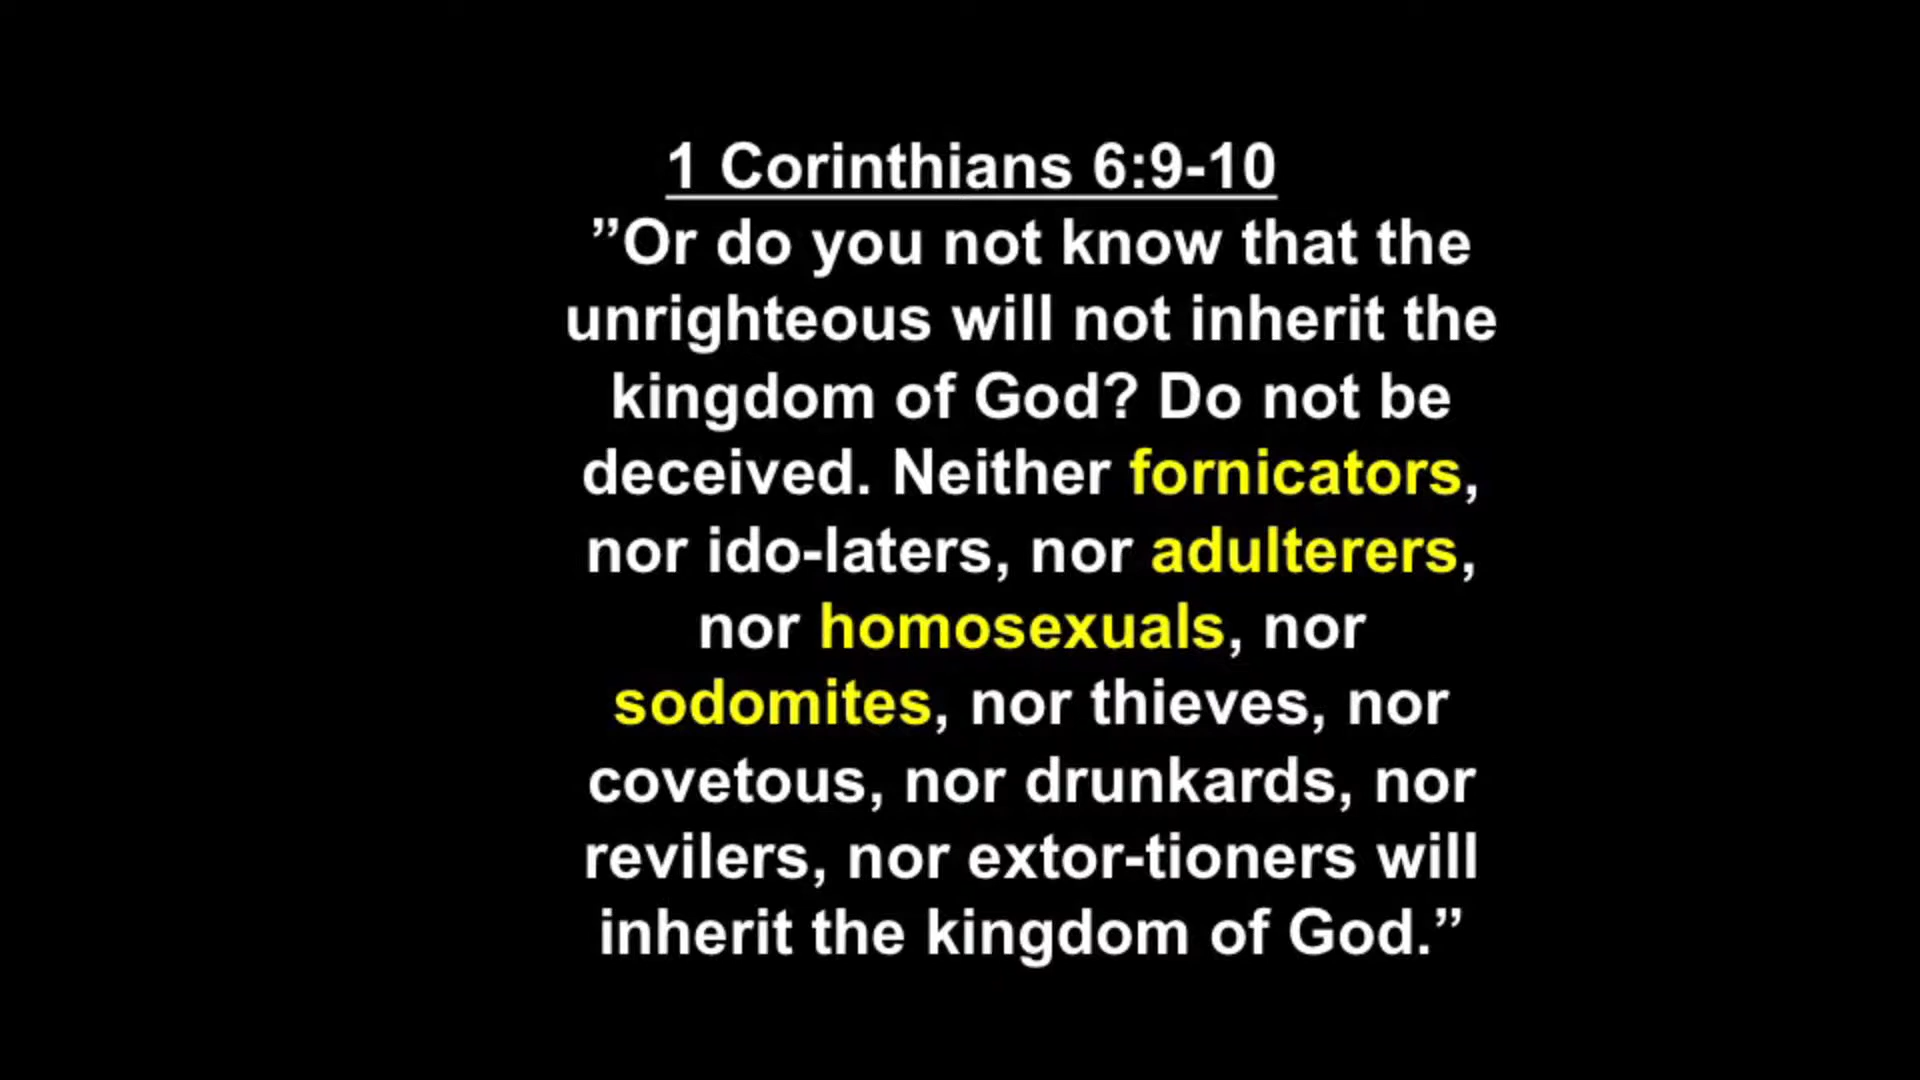 1 Corinthians 6:9-10
”Or do you not know that the
unrighteous will not inherit the
kingdom of God? Do not be
deceived. Neither fornicators,
nor ido-laters, nor adulterers,
nor homosexuals, nor
sodomites, nor thieves, nor
covetous, nor drunkards, nor
revilers, nor extor-tioners will
inherit the kingdom of God.”